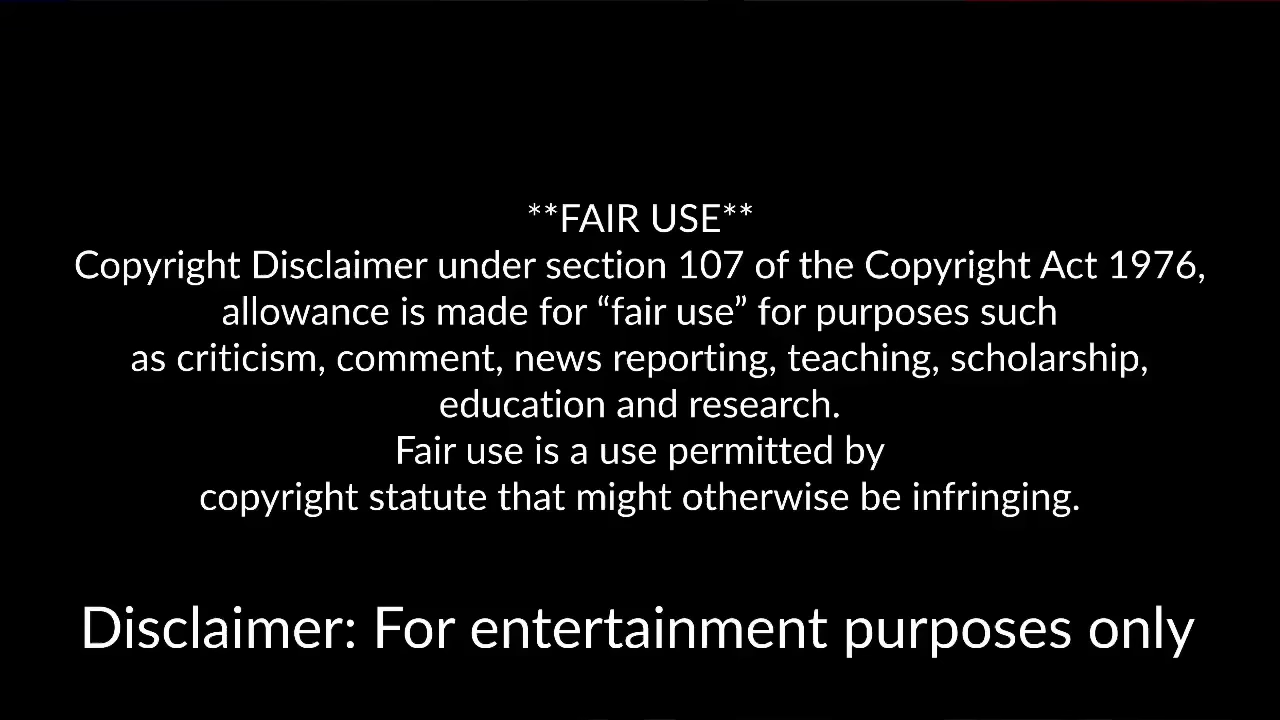 **FAIR USE**
Copyright Disclaimer under section 107 of the Copyright Act 1976,
allowance is made for “fair use” for purposes such
as criticism, comment, news reporting, teaching, scholarship,
education and research.
Fair use is a use permitted by
copyright statute that might otherwise be infringing.
Disclaimer: For entertainment purposes only